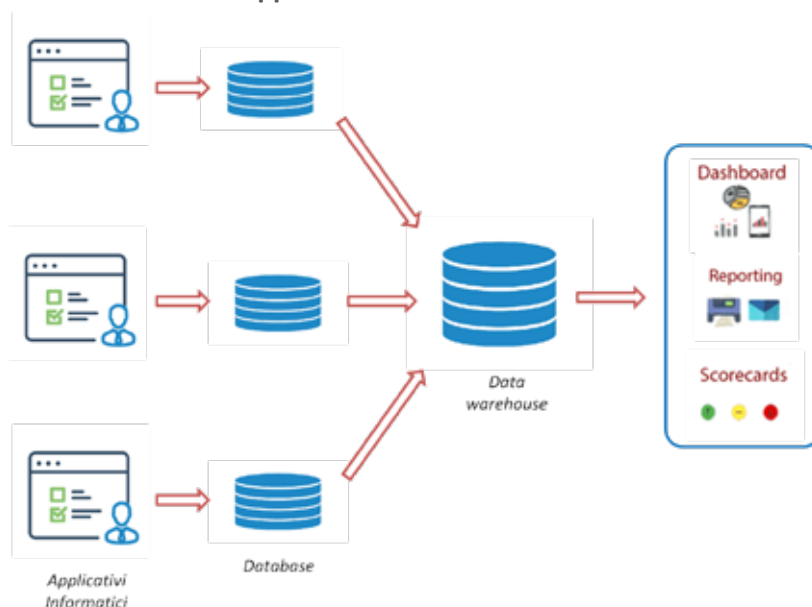 Dashboard
Reporting
Scorecards
Data
warehouse
Database
Applicativi
Informatici